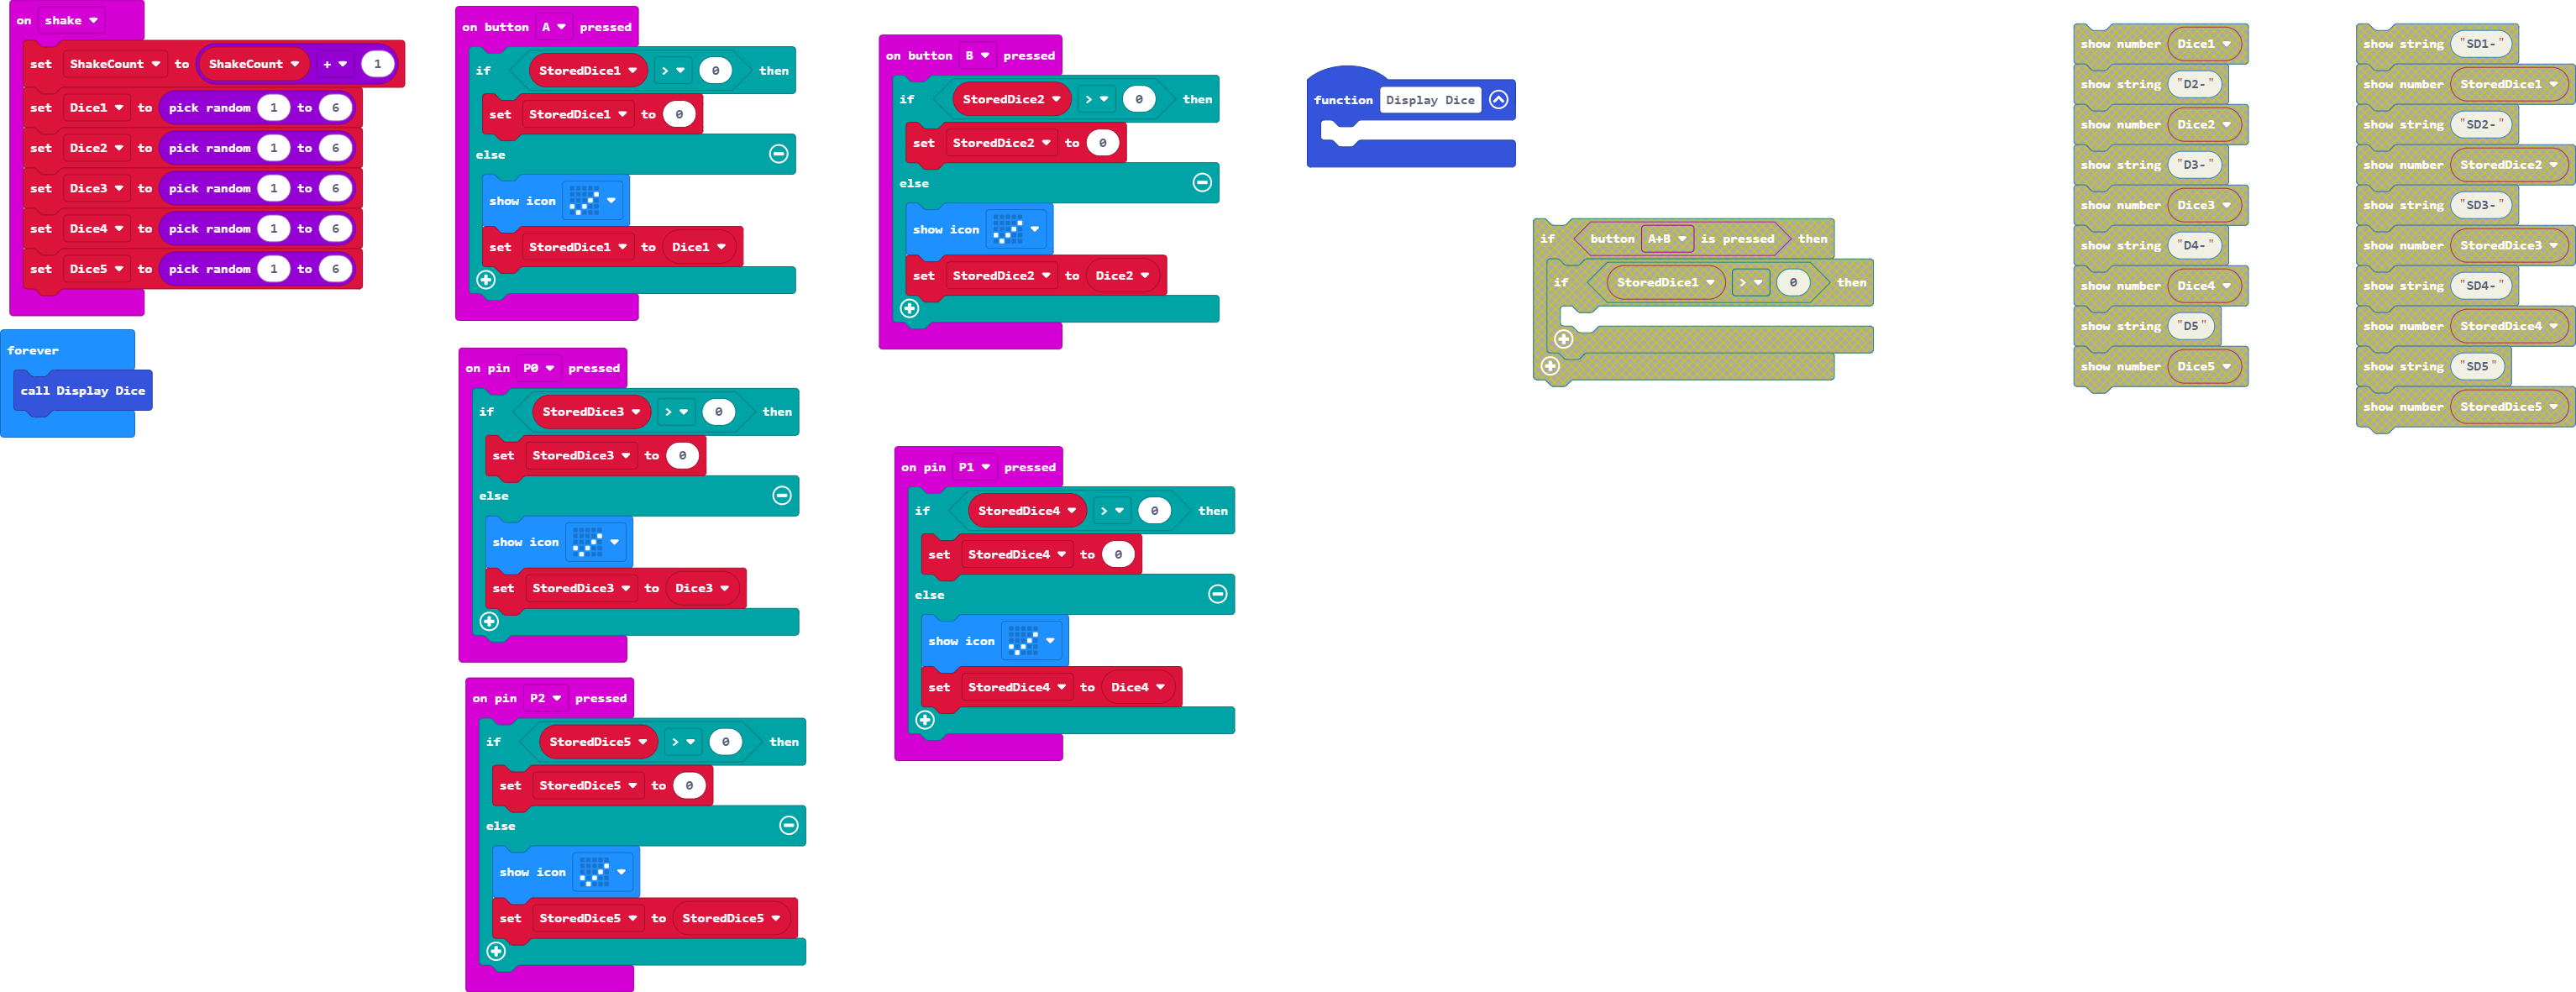 on shake
set ShakeCount to ShakeCount + 1
set Dice1 to pick random 1 to 6
set Dice2 to pick random 1 to 6
set Dice3 to pick random 1 to 6
set Dice4 to pick random 1 to 6
set Dice5 to pick random 1 to 6
forever
call Display Dice
on button A pressed
if StoredDice1 > 0 then
set StoredDice1 to 0
else
show icon
set StoredDice1 to Dice1
on pin P0 pressed
if StoredDice3 > 0 then
set StoredDice3 to 0
else
show icon
set StoredDice3 to Dice3
on pin P2 pressed
if StoredDice5 > 0 then
set StoredDice5 to 0
else
show icon
set StoredDice5 to StoredDice5
on button B pressed
if StoredDice2 > 0 then
set StoredDice2 to 0
else
show icon
set StoredDice2 to Dice2
on pin P1 pressed
if StoredDice4 > 0 then
set StoredDice4 to 0
else
show icon
set StoredDice4 to Dice4
function Display Dice
if button A+B is pressed then
if StoredDice1 > 0 then
show number Dice1
show string "D2-"
show number Dice2
show string "D3-"
show number Dice3
show string "D4-"
show number Dice4
show string "D5"
show number Dice5
show string "SD1-"
show number StoredDice1
show string "SD2-"
show number StoredDice2
show string "SD3-"
show number StoredDice3
show string "SD4-"
show number StoredDice4
show string "SD5"
show number StoredDice5